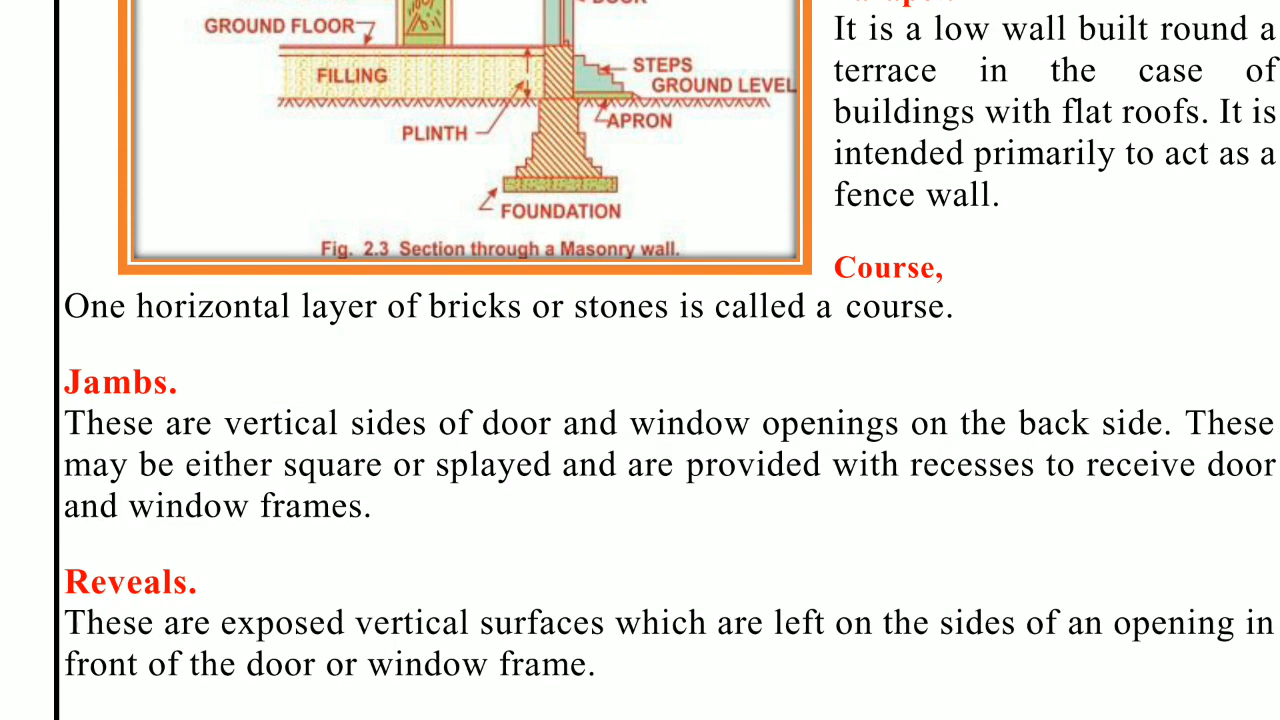 DOOR
GROUND FLOOR
FILLING
STEPS
GROUND LEVEL
PLINTH
APRON
FOUNDATION
Fig. 2.3 Section through a Masonry wall.
It is a low wall built round a
terrace in the case of
buildings with flat roofs. It is
intended primarily to act as a
fence wall.
Course,
One horizontal layer of bricks or stones is called a course.
Jambs.
These are vertical sides of door and window openings on the back side. These
may be either square or splayed and are provided with recesses to receive door
and window frames.
Reveals.
These are exposed vertical surfaces which are left on the sides of an opening in
front of the door or window frame.